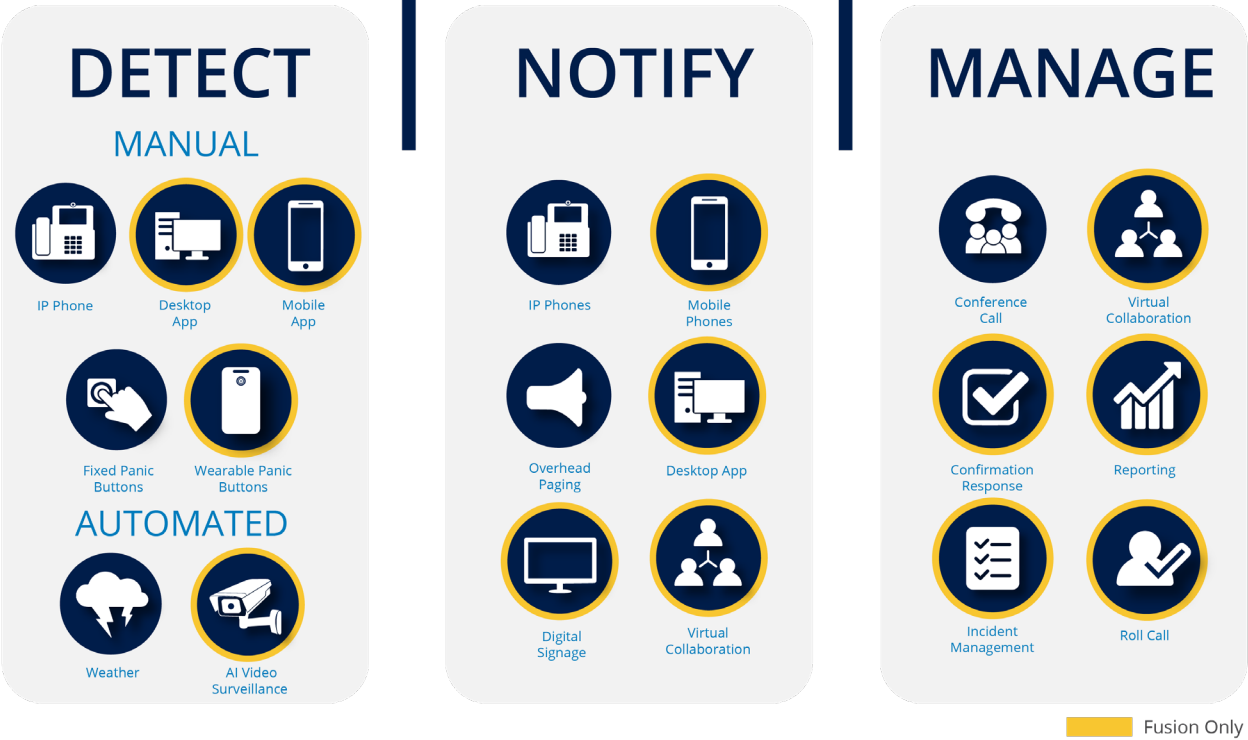 DETECT
MANUAL
IP Phone
Desktop
App
Mobile
App
Fixed Panic
Buttons
Wearable Panic
Buttons
AUTOMATED
Weather
AI Video
Surveillance
NOTIFY
IP Phones
Mobile
Phones
Overhead
Paging
Desktop App
Digital
Signage
Virtual
Collaboration
MANAGE
Conference
Call
Virtual
Collaboration
Confirmation
Response
Reporting
Incident
Management
Roll Call
Fusion Only